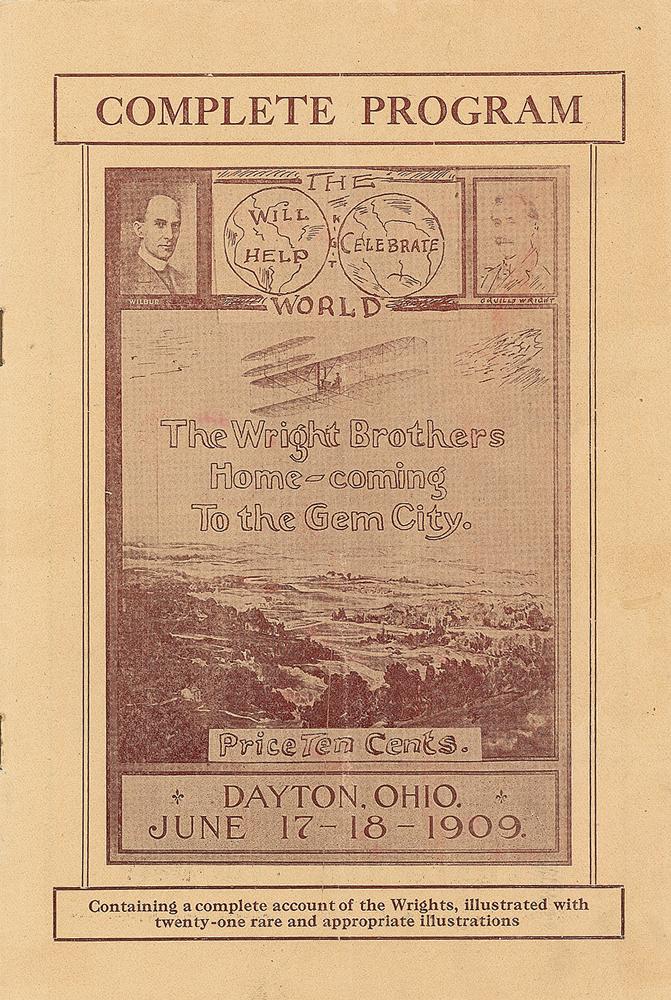 COMPLETE PROGRAM
THE
WILL
HELP
CELEBRATE
WORLD
WILBUR
ORVILLE WRIGHT
The Wright Brothers
Home-coming
To the Gem City.
Price Ten Cents.
DAYTON, OHIO.
JUNE 17-18-1909.
Containing a complete account of the Wrights, illustrated with
twenty-one rare and appropriate illustrations